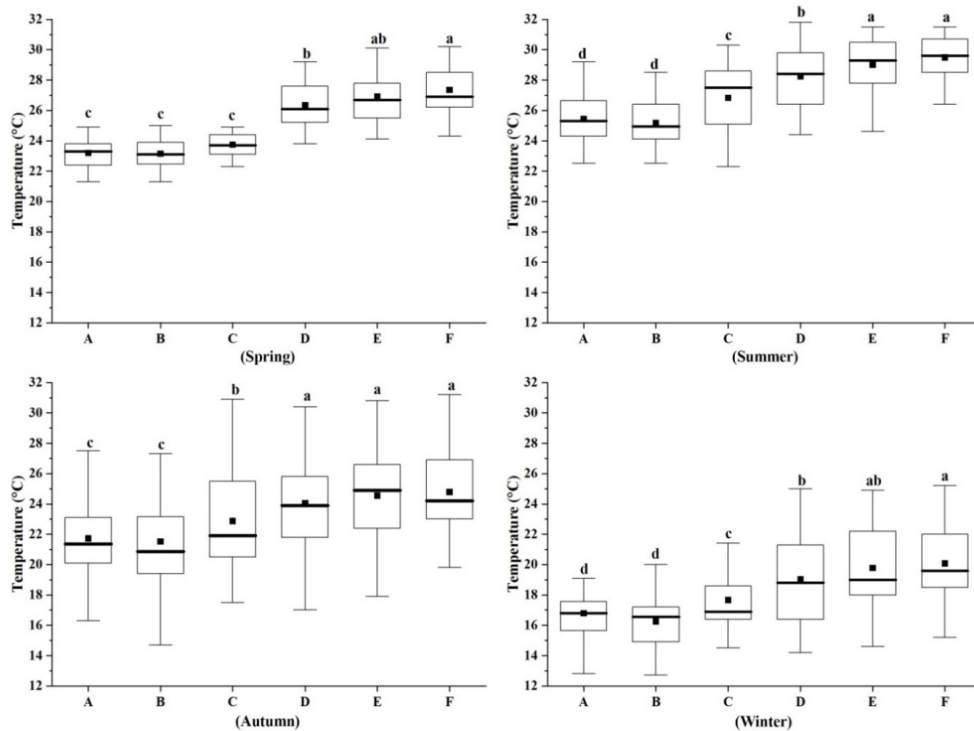 Temperature (°C)
32
30
28
26
24
22
20
18
16
14
12
c c c b ab a
A B C D E F
(Spring)
Temperature (°C)
32
30
28
26
24
22
20
18
16
14
12
d d c b a a
A B C D E F
(Summer)
Temperature (°C)
32
30
28
26
24
22
20
18
16
14
12
c c b a a a
A B C D E F
(Autumn)
Temperature (°C)
32
30
28
26
24
22
20
18
16
14
12
d d c b ab a
A B C D E F
(Winter)